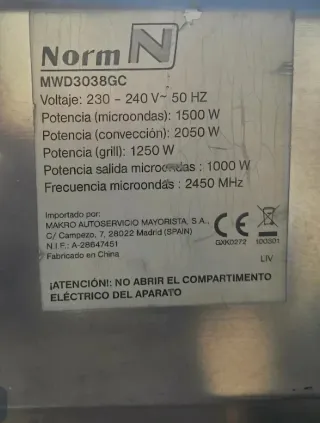 Norm N
MWD3038GC
Voltaje: 230 - 240 V~ 50 HZ
Potencia (microondas): 1500 W
Potencia (convección): 2050 W
Potencia (grill): 1250 W
Potencia salida microondas : 1000 W
Frecuencia microondas : 2450 MHz
Importado por:
MAKRO AUTOSERVICIO MAYORISTA, S.A.,
C/ Campezo, 7, 28022 Madrid (SPAIN)
N.I.F.: A-28647451
Fabricado en China
CE
GXK0272 100301
LIV
¡ATENCIÓN!: NO ABRIR EL COMPARTIMENTO
ELÉCTRICO DEL APARATO